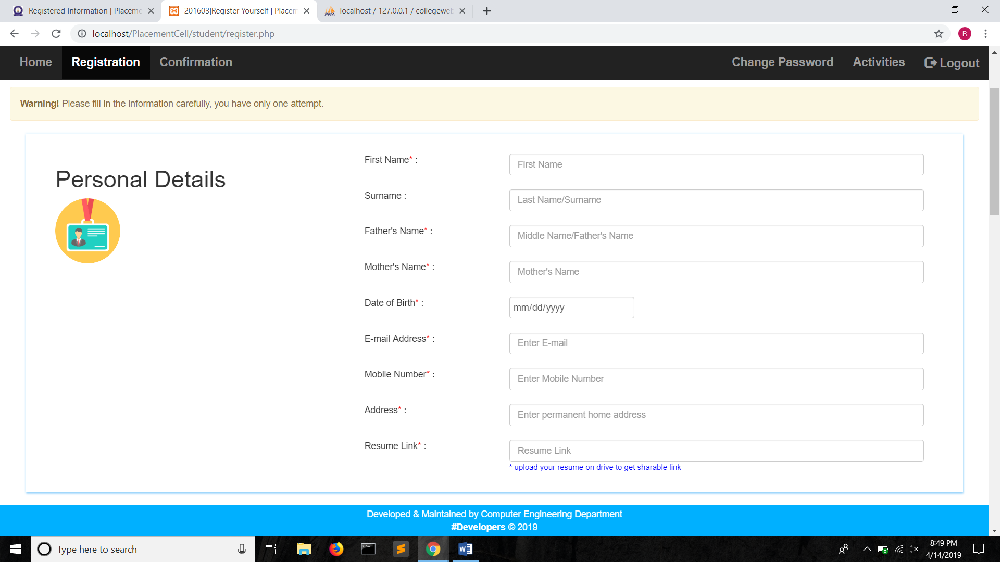 Registered Information | Placeme
201603|Register Yourself | Placem
PMA
localhost / 127.0.0.1 / collegeweb
localhost/PlacementCell/student/register.php
R
Home
Registration
Confirmation
Change Password
Activities
Logout
Warning! Please fill in the information carefully, you have only one attempt.
Personal Details
First Name* :
First Name
Surname :
Last Name/Surname
Father's Name* :
Middle Name/Father's Name
Mother's Name* :
Mother's Name
Date of Birth* :
mm/dd/yyyy
E-mail Address* :
Enter E-mail
Mobile Number* :
Enter Mobile Number
Address* :
Enter permanent home address
Resume Link* :
Resume Link
* upload your resume on drive to get sharable link
Developed & Maintained by Computer Engineering Department
#Developers © 2019
Type here to search
8:49 PM
4/14/2019